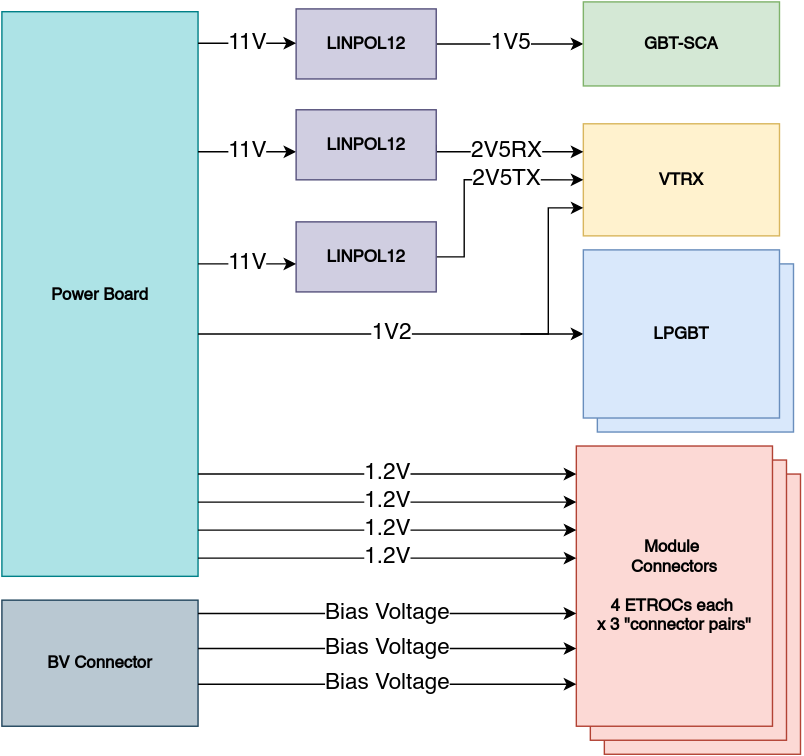 11V
LINPOL12
1V5
GBT-SCA
11V
LINPOL12
2V5RX
2V5TX
VTRX
11V
LINPOL12
Power Board
1V2
LPGBT
1.2V
1.2V
1.2V
1.2V
Module
Connectors
4 ETROCs each
x 3 "connector pairs"
BV Connector
Bias Voltage
Bias Voltage
Bias Voltage